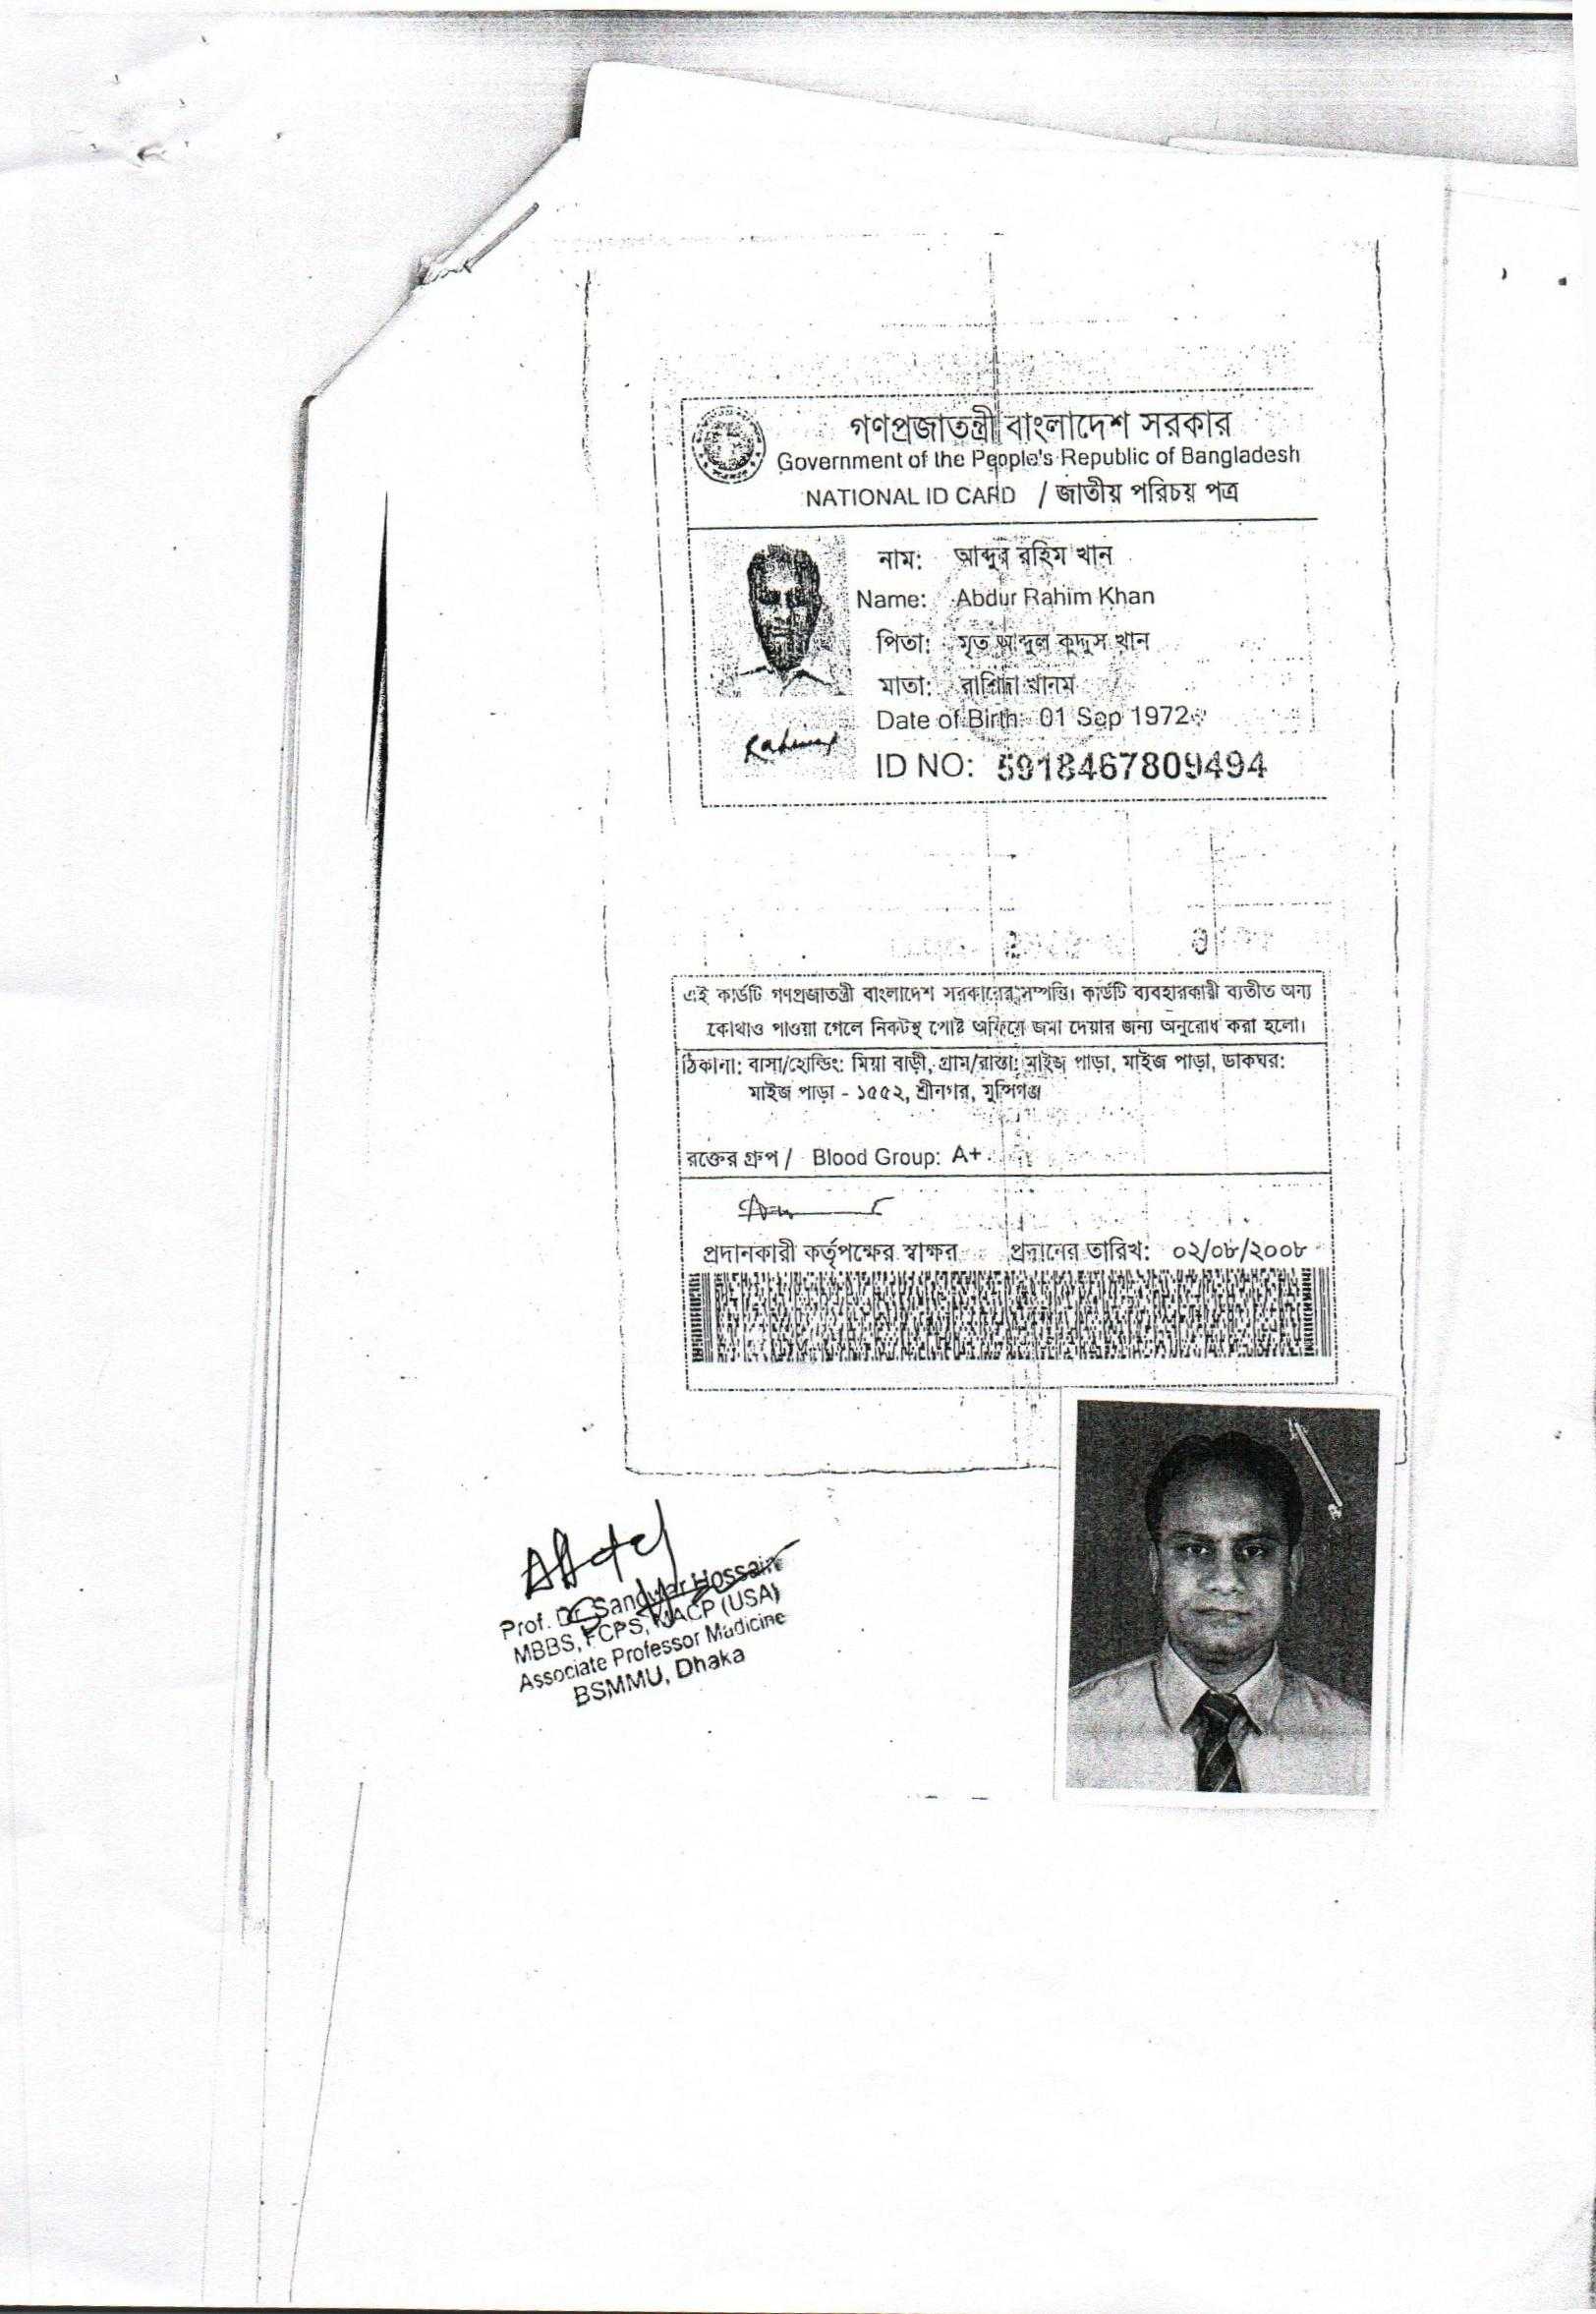 গণপ্রজাতন্ত্রী বাংলাদেশ সরকার
Government of the People's Republic of Bangladesh
NATIONAL ID CARD / জাতীয় পরিচয় পত্র
নাম: আব্দুর রহিম খান
Name: Abdur Rahim Khan
পিতা: মৃত আব্দুল কুদ্দুস খান
মাতা: রাশিদা খানম
Date of Birth: 01 Sep 1972
Rahim
ID NO: 5918467809494
এই কার্ডটি গণপ্রজাতন্ত্রী বাংলাদেশ সরকারের সম্পত্তি। কার্ডটি ব্যবহারকারী ব্যতীত অন্য
কোথাও পাওয়া গেলে নিকটস্থ পোষ্ট অফিসে জমা দেয়ার জন্য অনুরোধ করা হলো।
ঠিকানা: বাসা/হোল্ডিং: মিয়া বাড়ী, গ্রাম/রাস্তা: মাইজ পাড়া, মাইজ পাড়া, ডাকঘর:
মাইজ পাড়া - ১৫৫২, শ্রীনগর, মুন্সিগঞ্জ
রক্তের গ্রুপ / Blood Group: A+
প্রদানকারী কর্তৃপক্ষের স্বাক্ষর প্রদানের তারিখ: ০২/০৮/২০০৮
Prof. Dr. Hossain
MBBS, FCPS, MACP (USA)
Associate Professor Madicine
BSMMU, Dhaka